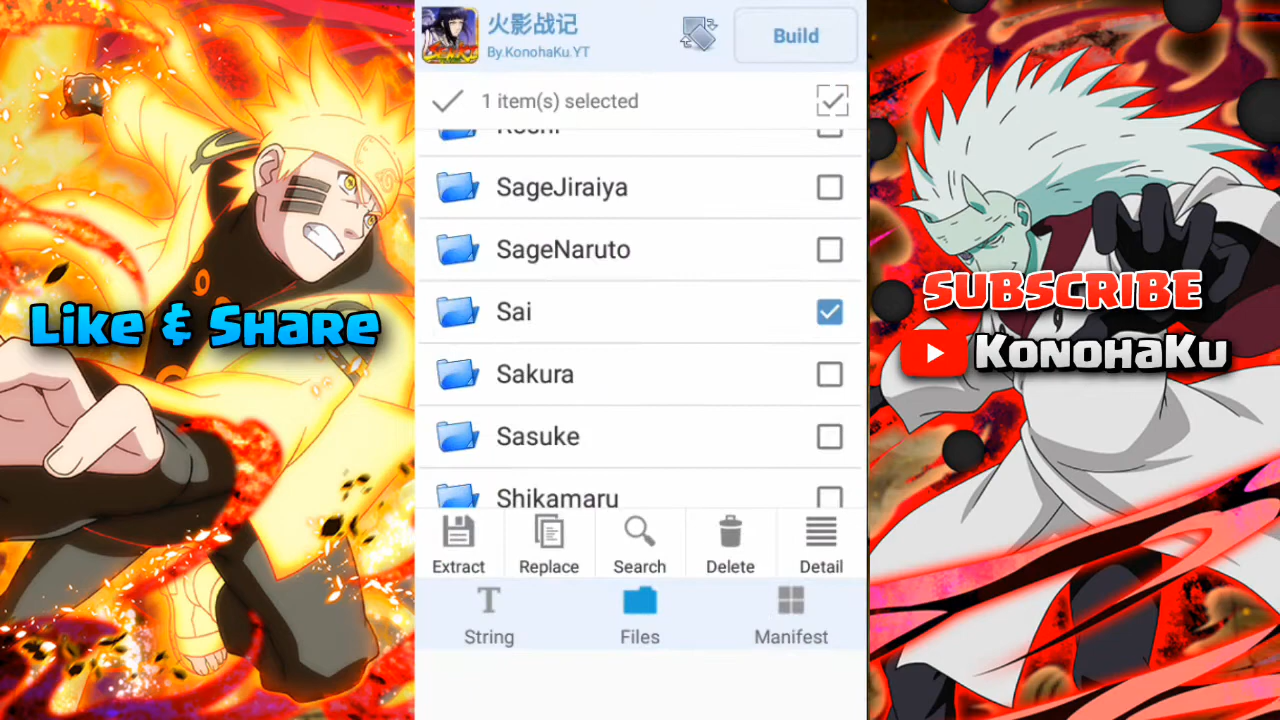 火影战记
By.KonohaKu.YT
Build
1 item(s) selected
SageJiraiya
SageNaruto
Sai
Sakura
Sasuke
Shikamaru
Extract
Replace
Search
Delete
Detail
String
Files
Manifest
Like & Share
SUBSCRIBE
KonohaKu